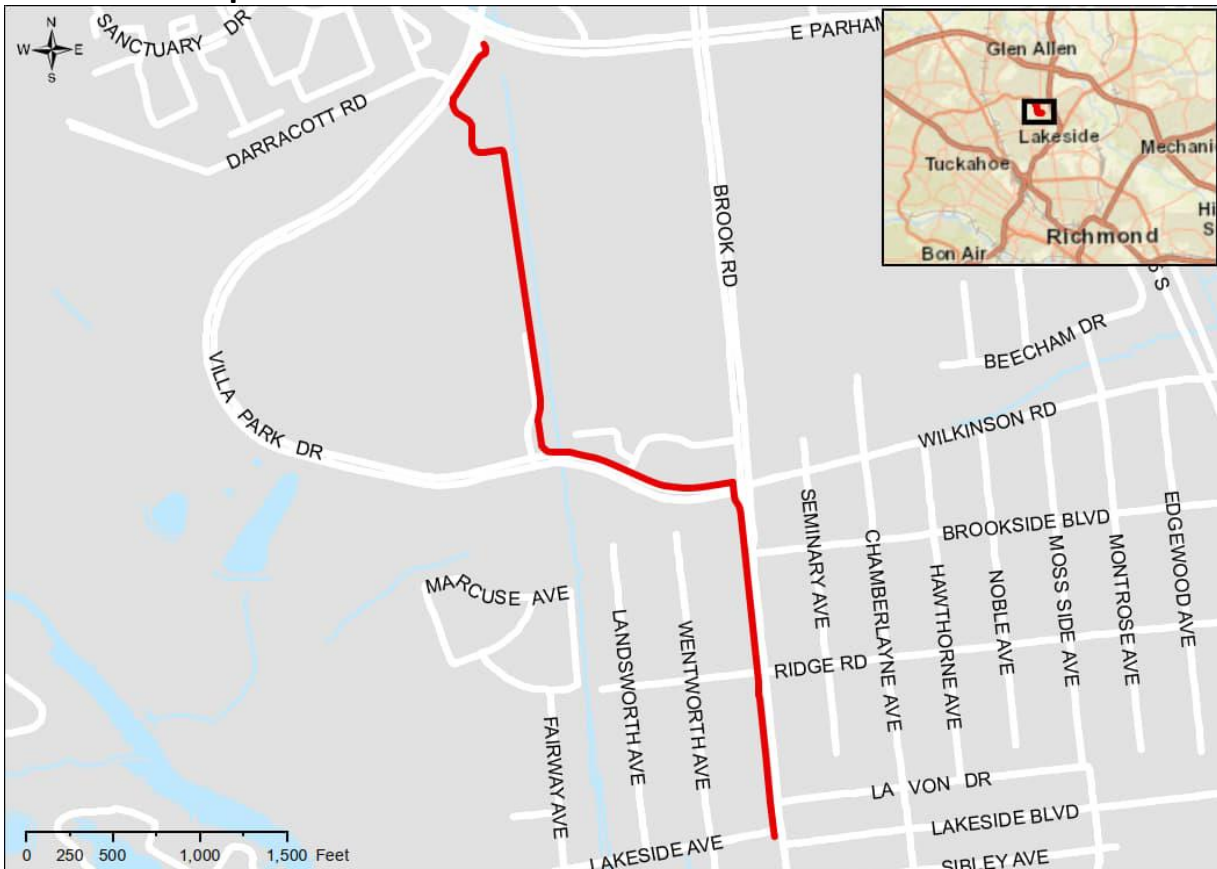 SANCTUARY DR
N
W E
S
E PARHAM
Glen Allen
Lakeside
Mechani
Tuckahoe
Richmond
Bon Air
DARRACOTT RD
BROOK RD
S
BEECHAM DR
VILLA PARK DR
WILKINSON RD
BROOKSIDE BLVD
SEMINARY AVE
CHAMBERLAYNE AVE
HAWTHORNE AVE
NOBLE AVE
MOSS SIDE AVE
MONTROSE AVE
EDGEWOOD AVE
MARCUSE AVE
LANDSWORTH AVE
WENTWORTH AVE
RIDGE RD
FAIRWAY AVE
LA VON DR
LAKESIDE BLVD
LAKESIDE AVE
SIBLEY AVE
0 250 500 1,000 1,500 Feet